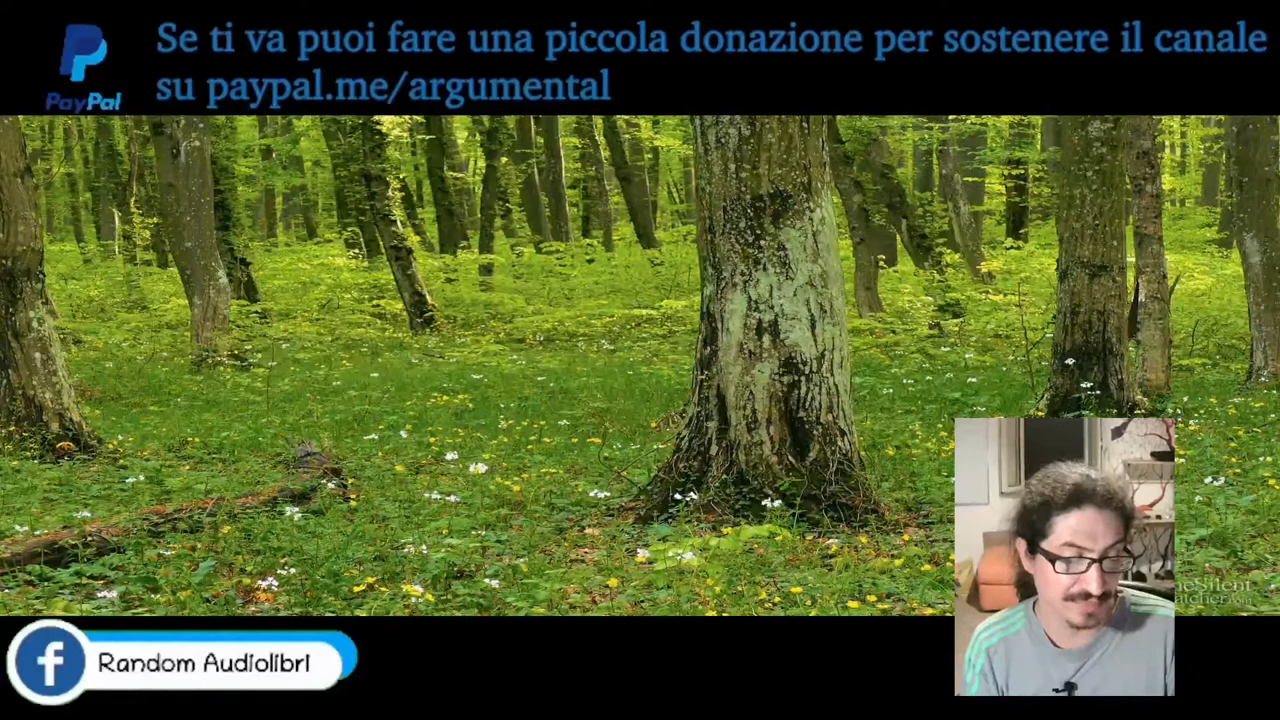 Se ti va puoi fare una piccola donazione per sostenere il canale
su paypal.me/argumental
PayPal
Random Audiolibri